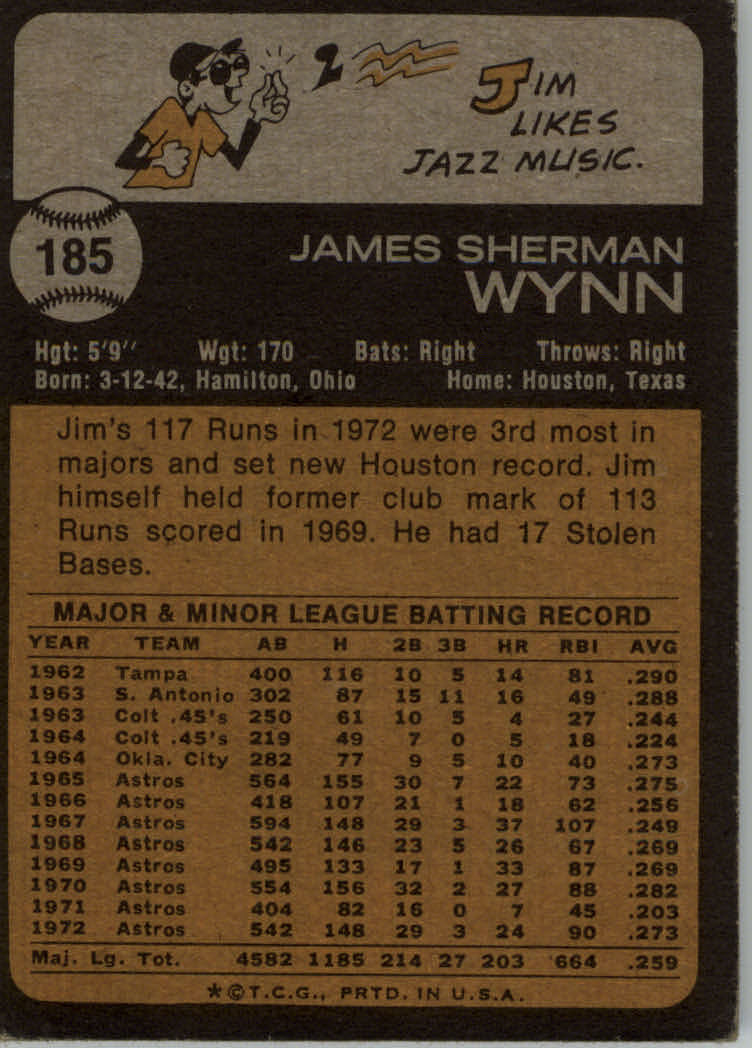 2
JIM
LIKES
JAZZ MUSIC.
185
JAMES SHERMAN
WYNN
Hgt: 5'9" Wgt: 170 Bats: Right Throws: Right
Born: 3-12-42, Hamilton, Ohio Home: Houston, Texas
Jim's 117 Runs in 1972 were 3rd most in
majors and set new Houston record. Jim
himself held former club mark of 113
Runs scored in 1969. He had 17 Stolen
Bases.
MAJOR & MINOR LEAGUE BATTING RECORD
YEAR TEAM AB H 2B 3B HR RBI AVG
1962 Tampa 400 116 10 5 14 81 .290
1963 S. Antonio 302 87 15 11 16 49 .288
1963 Colt .45's 250 61 10 5 4 27 .244
1964 Colt .45's 219 49 7 0 5 18 .224
1964 Okla. City 282 77 9 5 10 40 .273
1965 Astros 564 155 30 7 22 73 .275
1966 Astros 418 107 21 1 18 62 .256
1967 Astros 594 148 29 3 37 107 .249
1968 Astros 542 146 23 5 26 67 .269
1969 Astros 495 133 17 1 33 87 .269
1970 Astros 554 156 32 2 27 88 .282
1971 Astros 404 82 16 0 7 45 .203
1972 Astros 542 148 29 3 24 90 .273
Maj. Lg. Tot. 4582 1185 214 27 203 664 .259
*©T.C.G., PRTD. IN U.S.A.